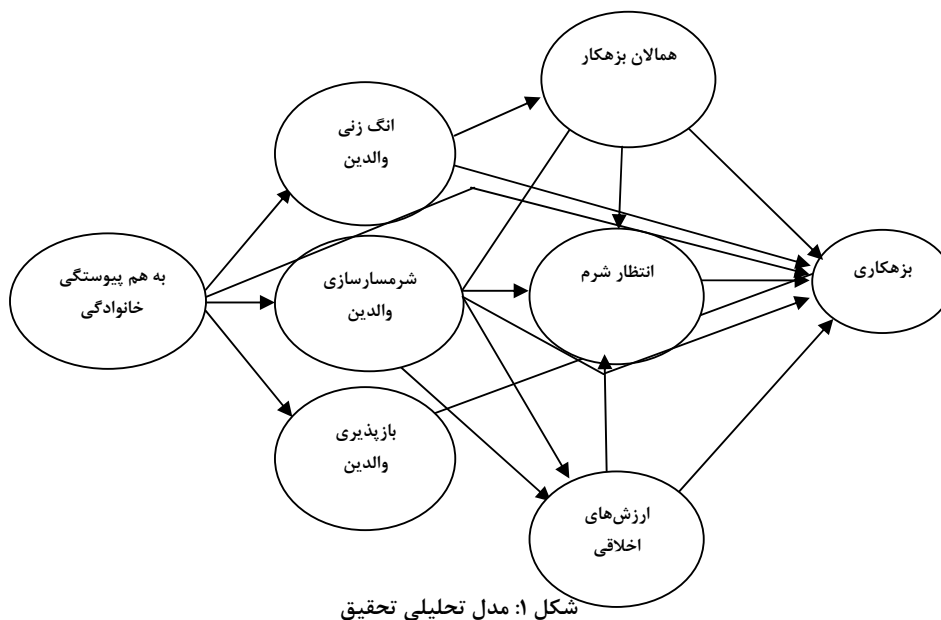 همالان بزهکار
انگ زنی
والدین
به هم پیوستگی
خانوادگی
شرمسارسازی
والدین
انتظار شرم
بزهکاری
بازپذیری
والدین
ارزش‌های
اخلاقی
شکل ۱: مدل تحلیلی تحقیق